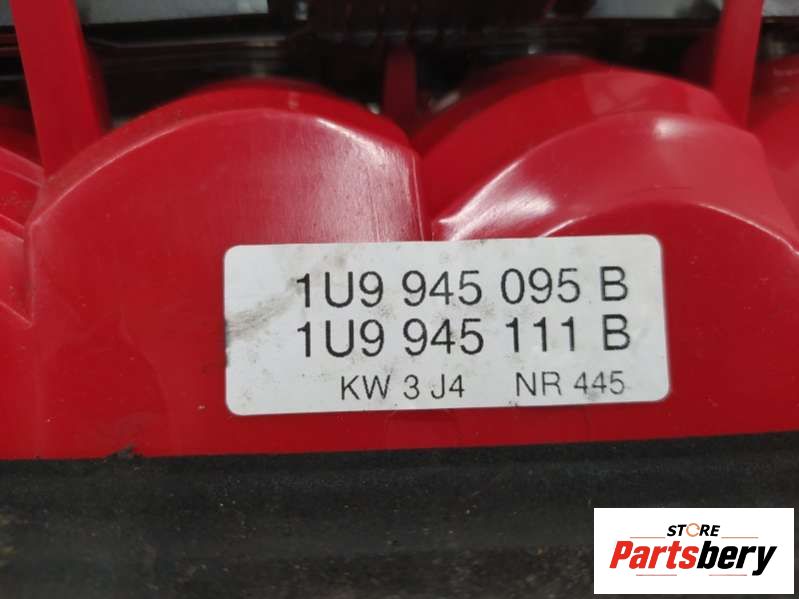 1U9 945 095 B
1U9 945 111 B
KW 3 J4 NR 445
STORE
Partsbery